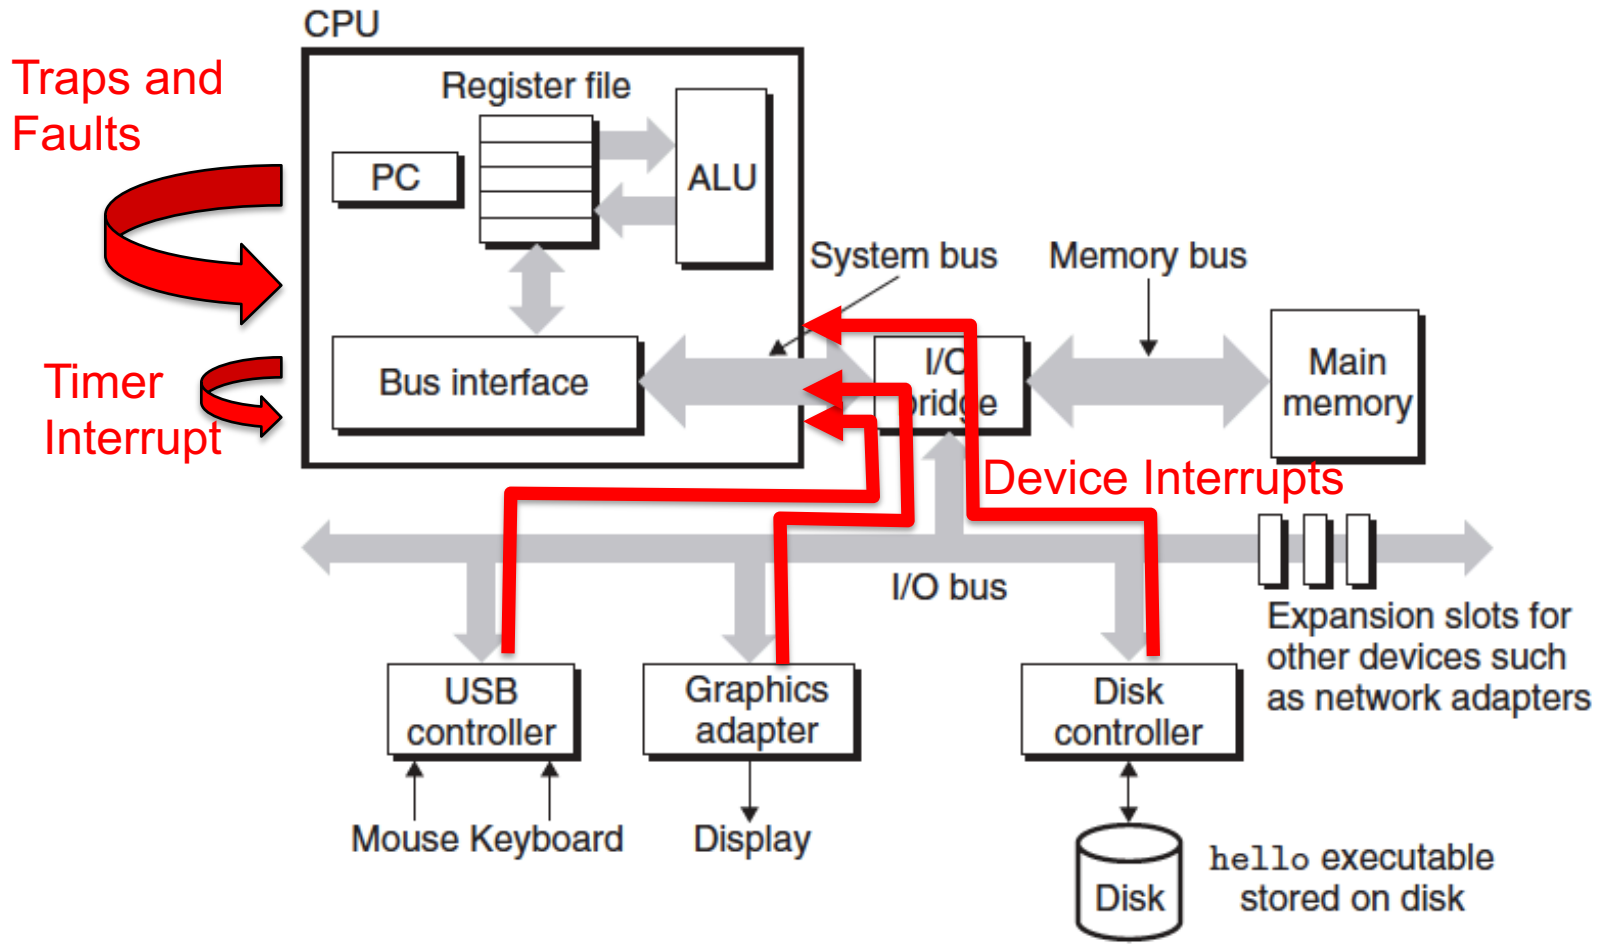 CPU
Traps and
Faults
Register file
PC
ALU
System bus
Memory bus
Timer
Interrupt
Bus interface
I/O
bridge
Main
memory
Device Interrupts
I/O bus
Expansion slots for
other devices such
as network adapters
USB
controller
Graphics
adapter
Disk
controller
Mouse
Keyboard
Display
Disk
hello executable
stored on disk